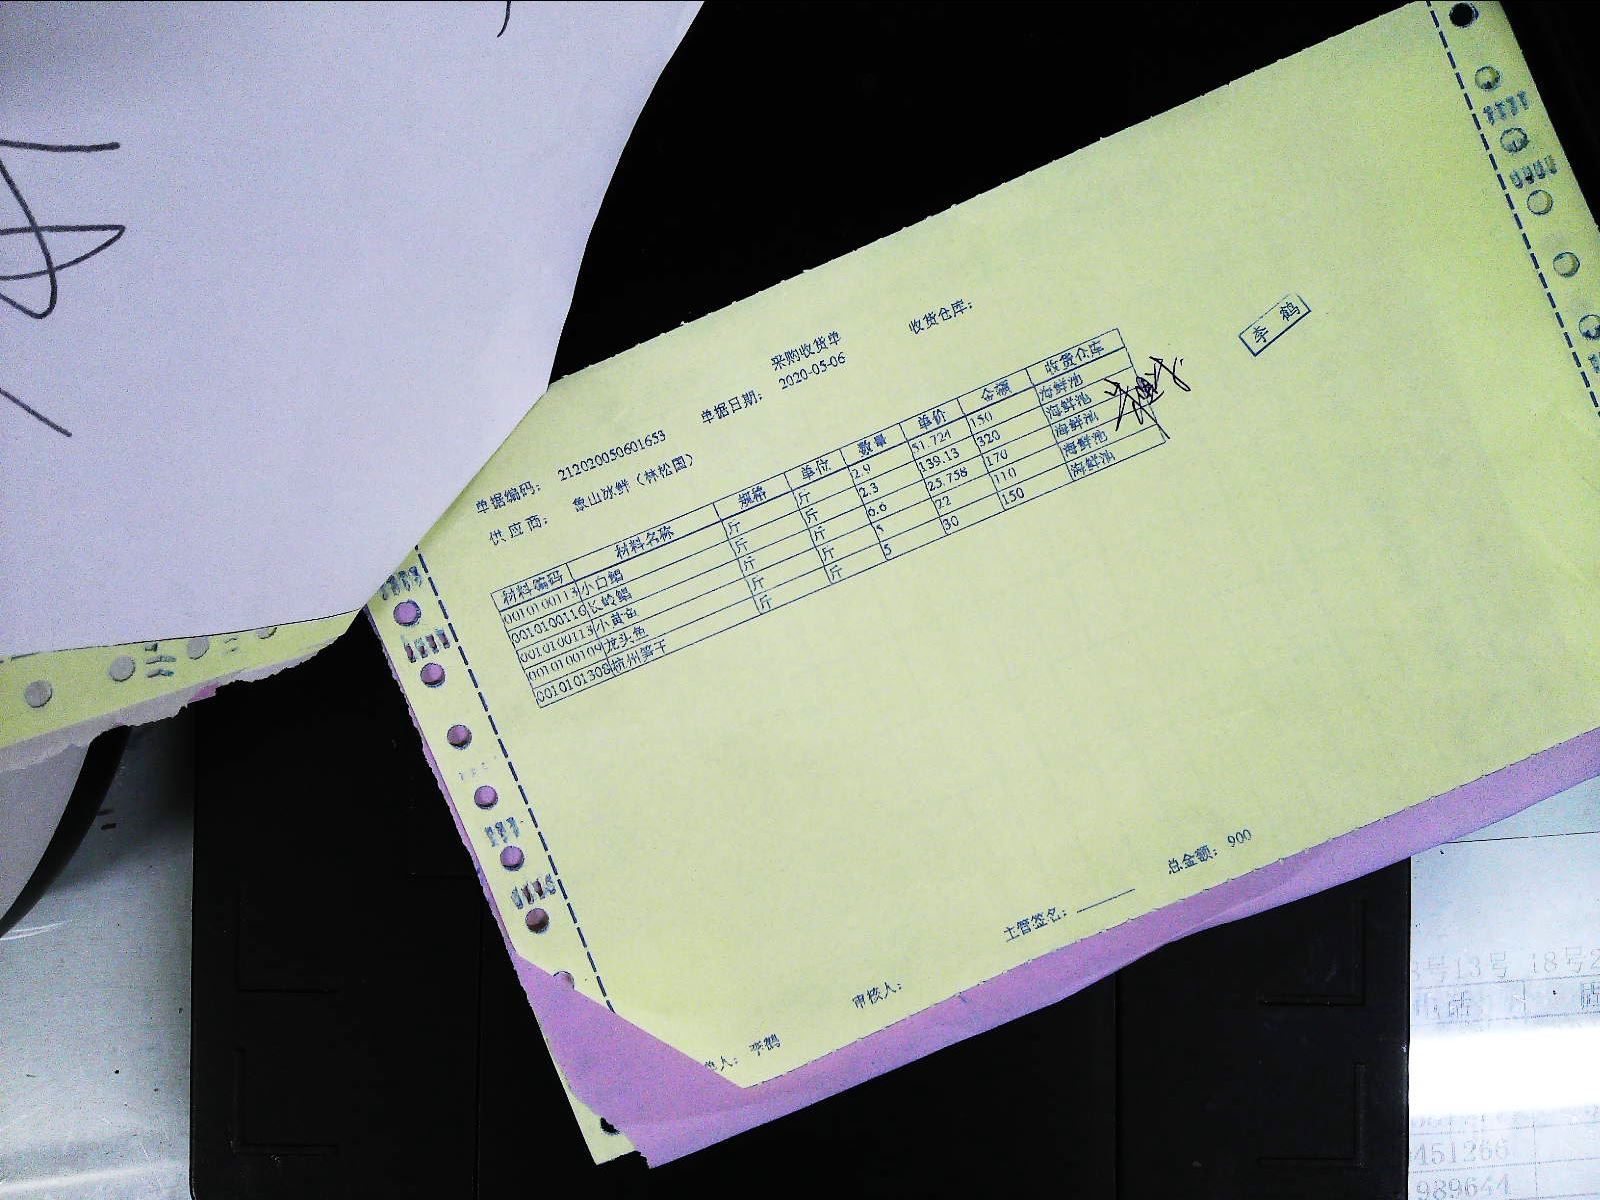 采购收货单
收货仓库:
单据编码: 212020050601653 单据日期: 2020-05-06
供应商: 象山冰鲜(林松国)
李 鹤
材料编码 材料名称 规格 单位 数量 单价 金额 收货仓库
小白鲳 斤 斤 2.9 51.724 150 海鲜池
0010100116 长岭鲳 斤 斤 2.3 139.13 320 海鲜池
0010100113 小黄鱼 斤 斤 6.6 25.758 170 海鲜池
0010100109 龙头鱼 斤 斤 5 22 110 海鲜池
0010101308 杭州笋干 斤 斤 5 30 150 海鲜池
人: 李鹤 审核人: 主管签名: 总金额: 900
号13号 18号
451266
989644